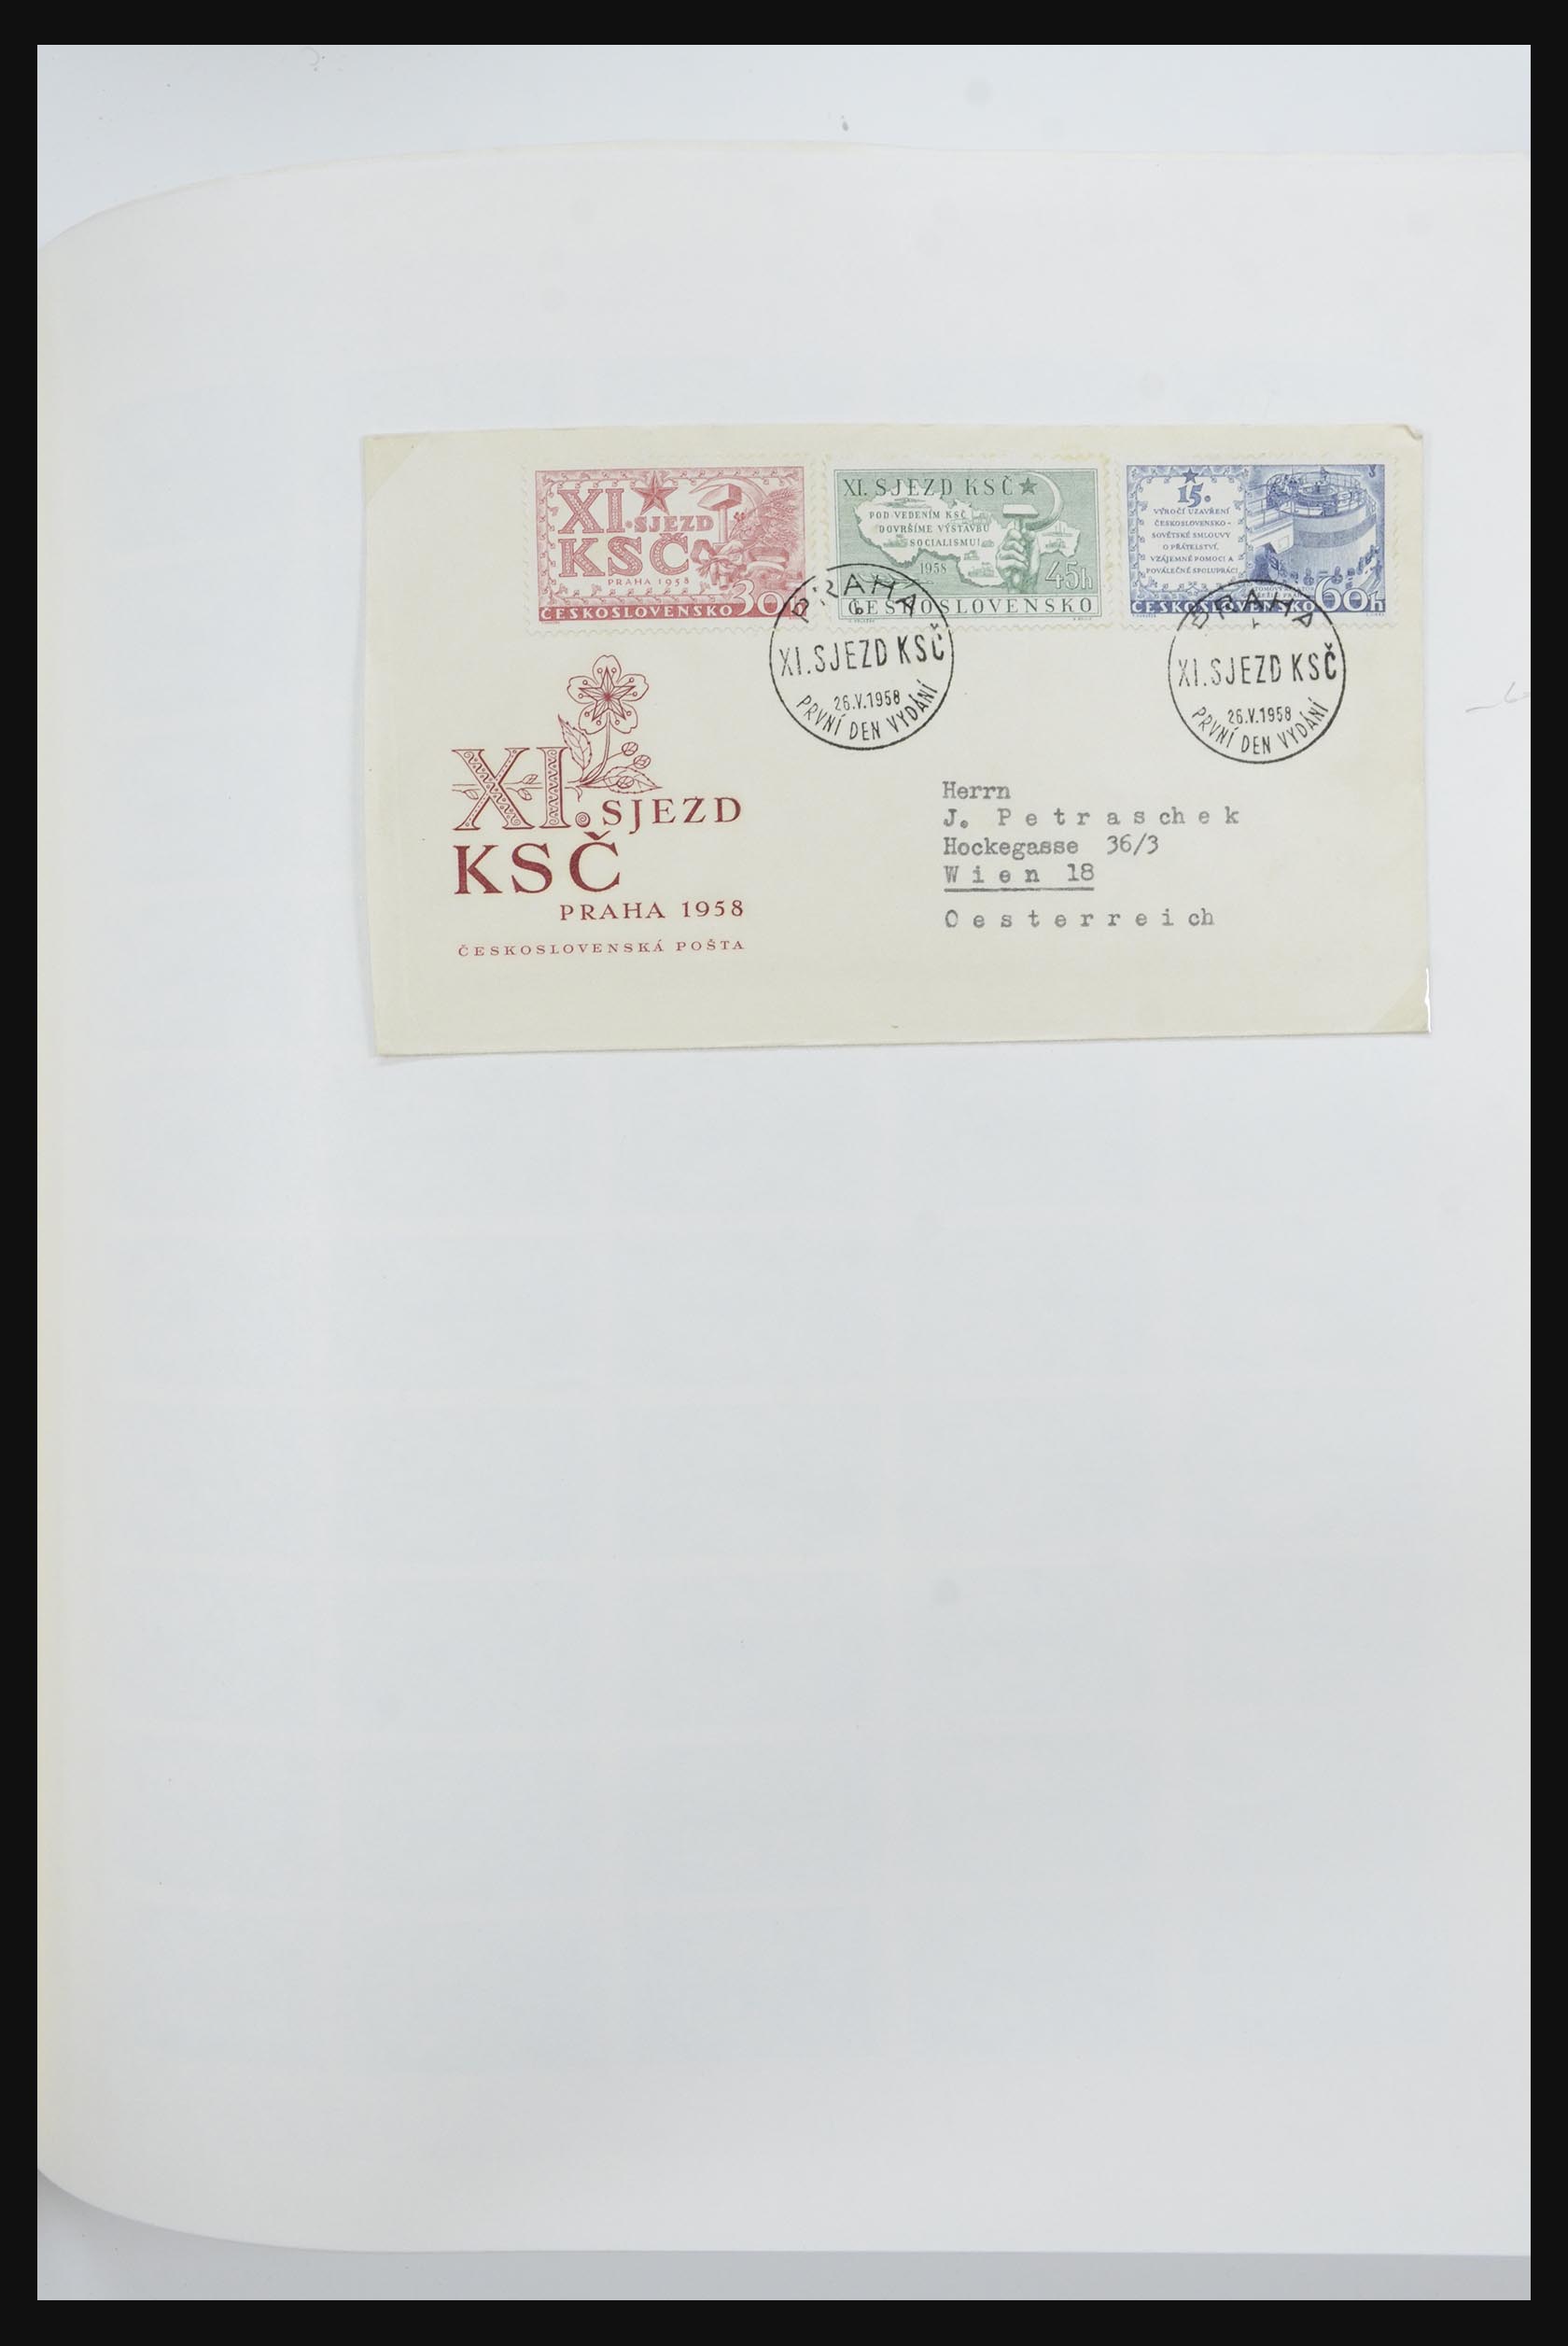 XI. SJEZD
KSČ
PRAHA 1958
30
ČESKOSLOVENSKO
XI. SJEZD KSČ
POD VEDENÍM KSČ
DOVRŠÍME VÝSTAVBU
SOCIALISMU!
1958
45h
ČESKOSLOVENSKO
15.
VÝROČÍ UZAVŘENÍ
ČESKOSLOVENSKO-
SOVĚTSKÉ SMLOUVY
O PŘÁTELSTVÍ,
VZÁJEMNÉ POMOCI A
POVÁLEČNÉ SPOLUPRÁCI
ČESKOSLOVENSKO 60h
PRAHA
XI. SJEZD KSČ
26.V.1958
PRVNÍ DEN VYDÁNÍ
PRAHA
XI. SJEZD KSČ
26.V.1958
PRVNÍ DEN VYDÁNÍ
XI. SJEZD
KSČ
PRAHA 1958
ČESKOSLOVENSKÁ POŠTA
Herrn
J. Petraschek
Hockegasse 36/3
Wien 18
Oesterreich